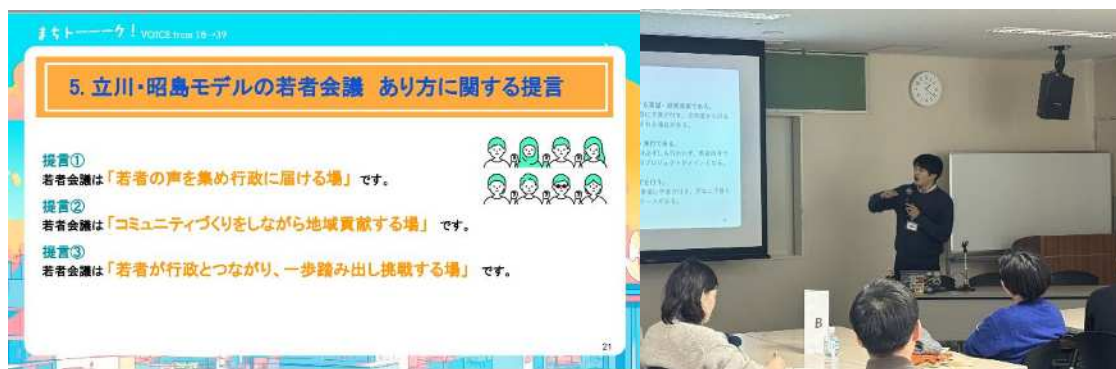 まちトーーーク！ VOICE from 18→39
5. 立川・昭島モデルの若者会議 あり方に関する提言
提言①
若者会議は「若者の声を集め行政に届ける場」です。
提言②
若者会議は「コミュニティづくりをしながら地域貢献する場」です。
提言③
若者会議は「若者が行政とつながり、一歩踏み出し挑戦する場」です。
21
B